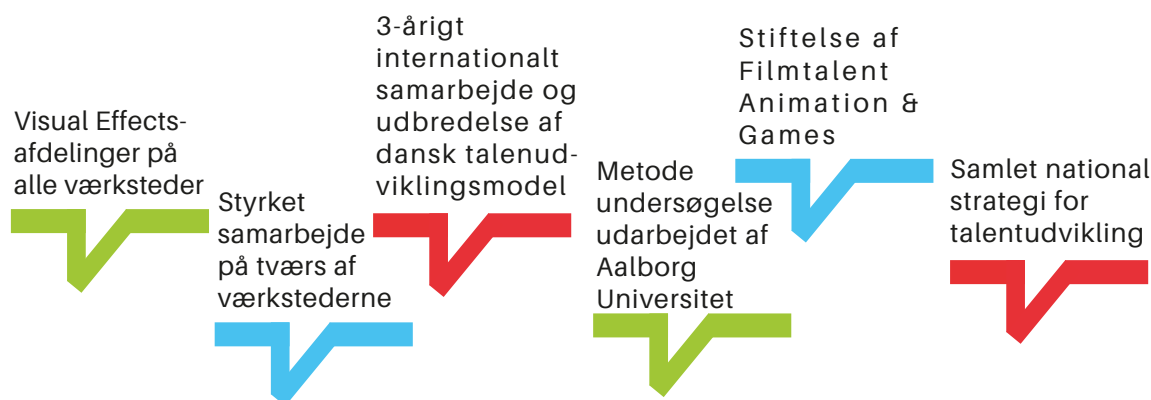 Visual Effects-
afdelinger på
alle værksteder
Styrket
samarbejde
på tværs af
værkstederne
3-årigt
internationalt
samarbejde og
udbredelse af
dansk talenud-
viklingsmodel
Metode
undersøgelse
udarbejdet af
Aalborg
Universitet
Stiftelse af
Filmtalent
Animation &
Games
Samlet national
strategi for
talentudvikling